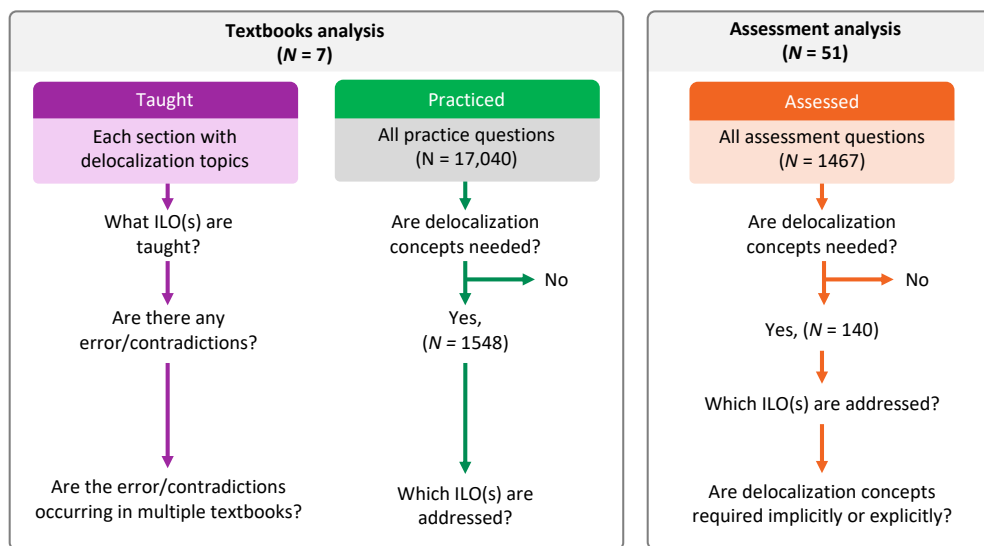 Textbooks analysis
(N = 7)
Taught
Each section with
delocalization topics
What ILO(s) are
taught?
Are there any
error/contradictions?
Are the error/contradictions
occurring in multiple textbooks?
Practiced
All practice questions
(N = 17,040)
Are delocalization
concepts needed?
No
Yes,
(N = 1548)
Which ILO(s) are
addressed?
Assessment analysis
(N = 51)
Assessed
All assessment questions
(N = 1467)
Are delocalization
concepts needed?
No
Yes, (N = 140)
Which ILO(s) are addressed?
Are delocalization concepts
required implicitly or explicitly?